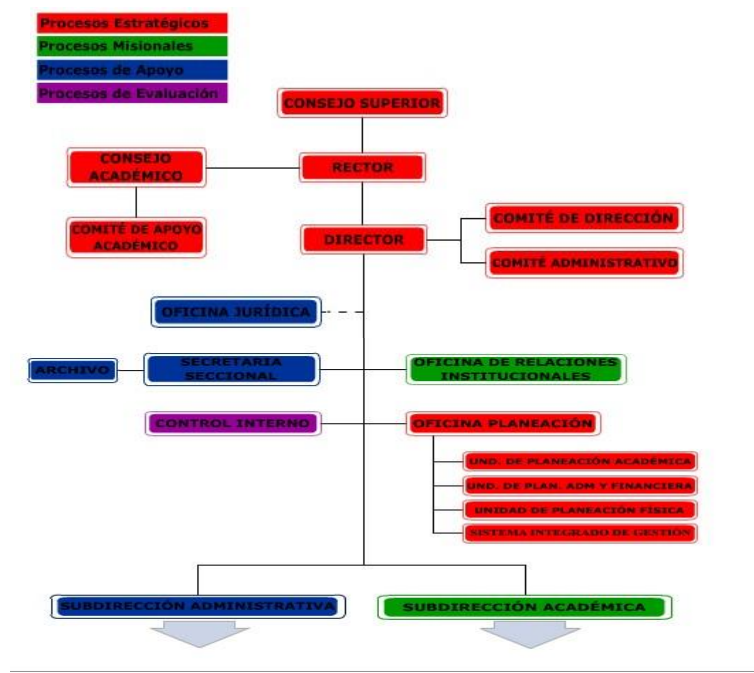 Procesos Estratégicos
Procesos Misionales
Procesos de Apoyo
Procesos de Evaluación
CONSEJO SUPERIOR
CONSEJO
ACADÉMICO
RECTOR
COMITÉ DE APOYO
ACADÉMICO
DIRECTOR
COMITÉ DE DIRECCIÓN
COMITÉ ADMINISTRATIVO
OFICINA JURÍDICA
ARCHIVO
SECRETARIA
SECCIONAL
OFICINA DE RELACIONES
INSTITUCIONALES
CONTROL INTERNO
OFICINA PLANEACIÓN
UND. DE PLANEACIÓN ACADÉMICA
UND. DE PLAN. ADM Y FINANCIERA
UNIDAD DE PLANEACIÓN FÍSICA
SISTEMA INTEGRADO DE GESTIÓN
SUBDIRECCIÓN ADMINISTRATIVA
SUBDIRECCIÓN ACADÉMICA